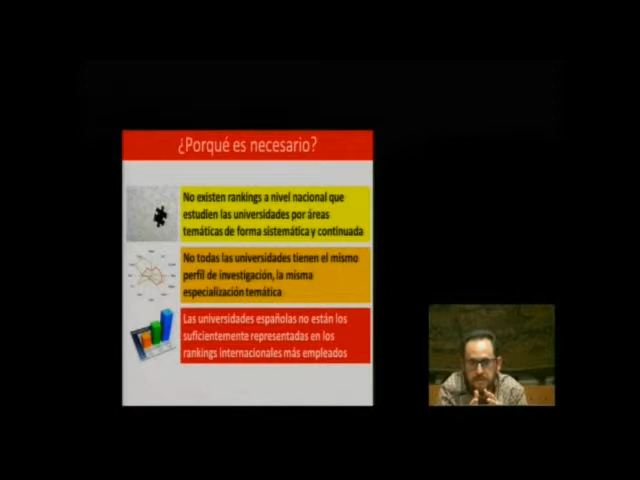 ¿Porqué es necesario?
No existen rankings a nivel nacional que
estudien las universidades por áreas
temáticas de forma sistemática y continuada
No todas las universidades tienen el mismo
perfil de investigación, la misma
especialización temática
Las universidades españolas no están los
suficientemente representadas en los
rankings internacionales más empleados